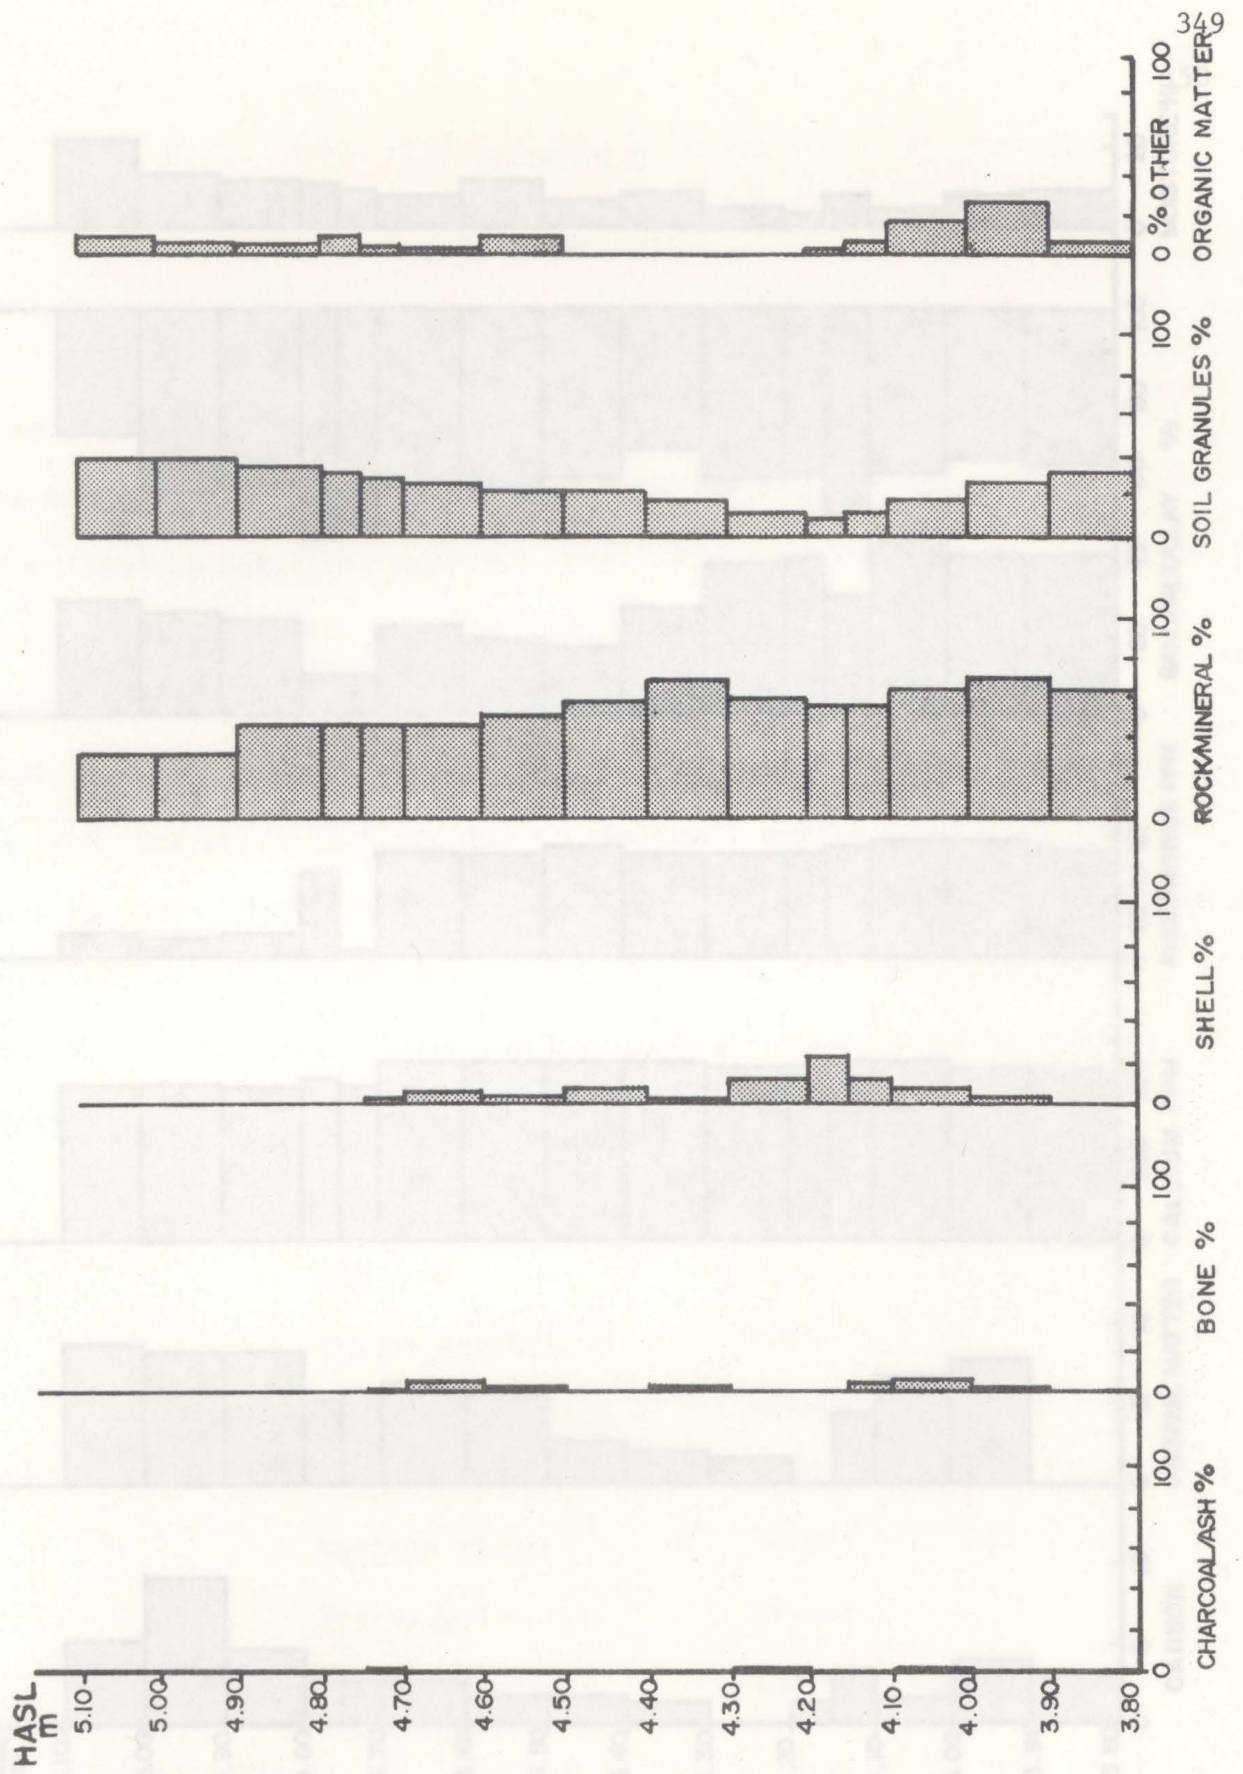 349
HASL
m
5.10
5.00
4.90
4.80
4.70
4.60
4.50
4.40
4.30
4.20
4.10
4.00
3.90
3.80
0 100
CHARCOAL/ASH %
0 100
BONE %
0 100
SHELL %
0 100
ROCK/MINERAL %
0 100
SOIL GRANULES %
0 % OTHER 100
ORGANIC MATTER